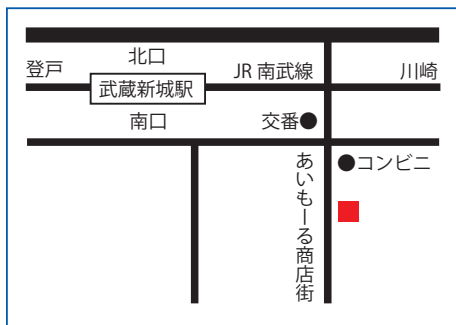 北口
登戸
JR 南武線
川崎
武蔵新城駅
南口
交番●
●コンビニ
あいもーる商店街